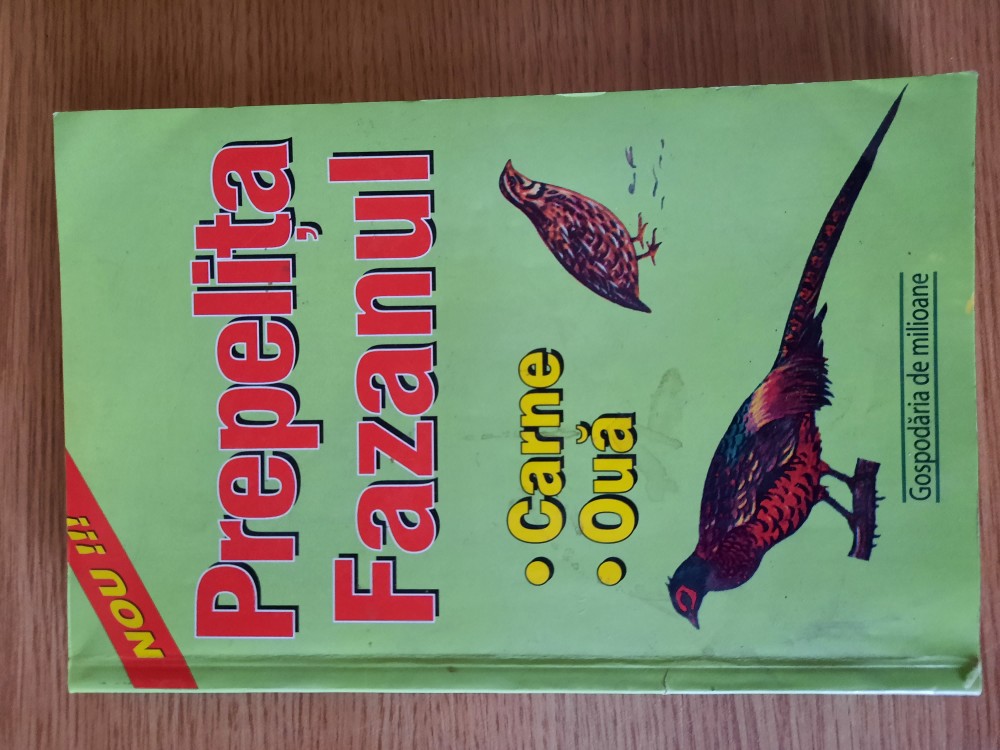 NOU !!!
Prepelița
Fazanul
• Carne
• Ouă
Gospodăria de milioane